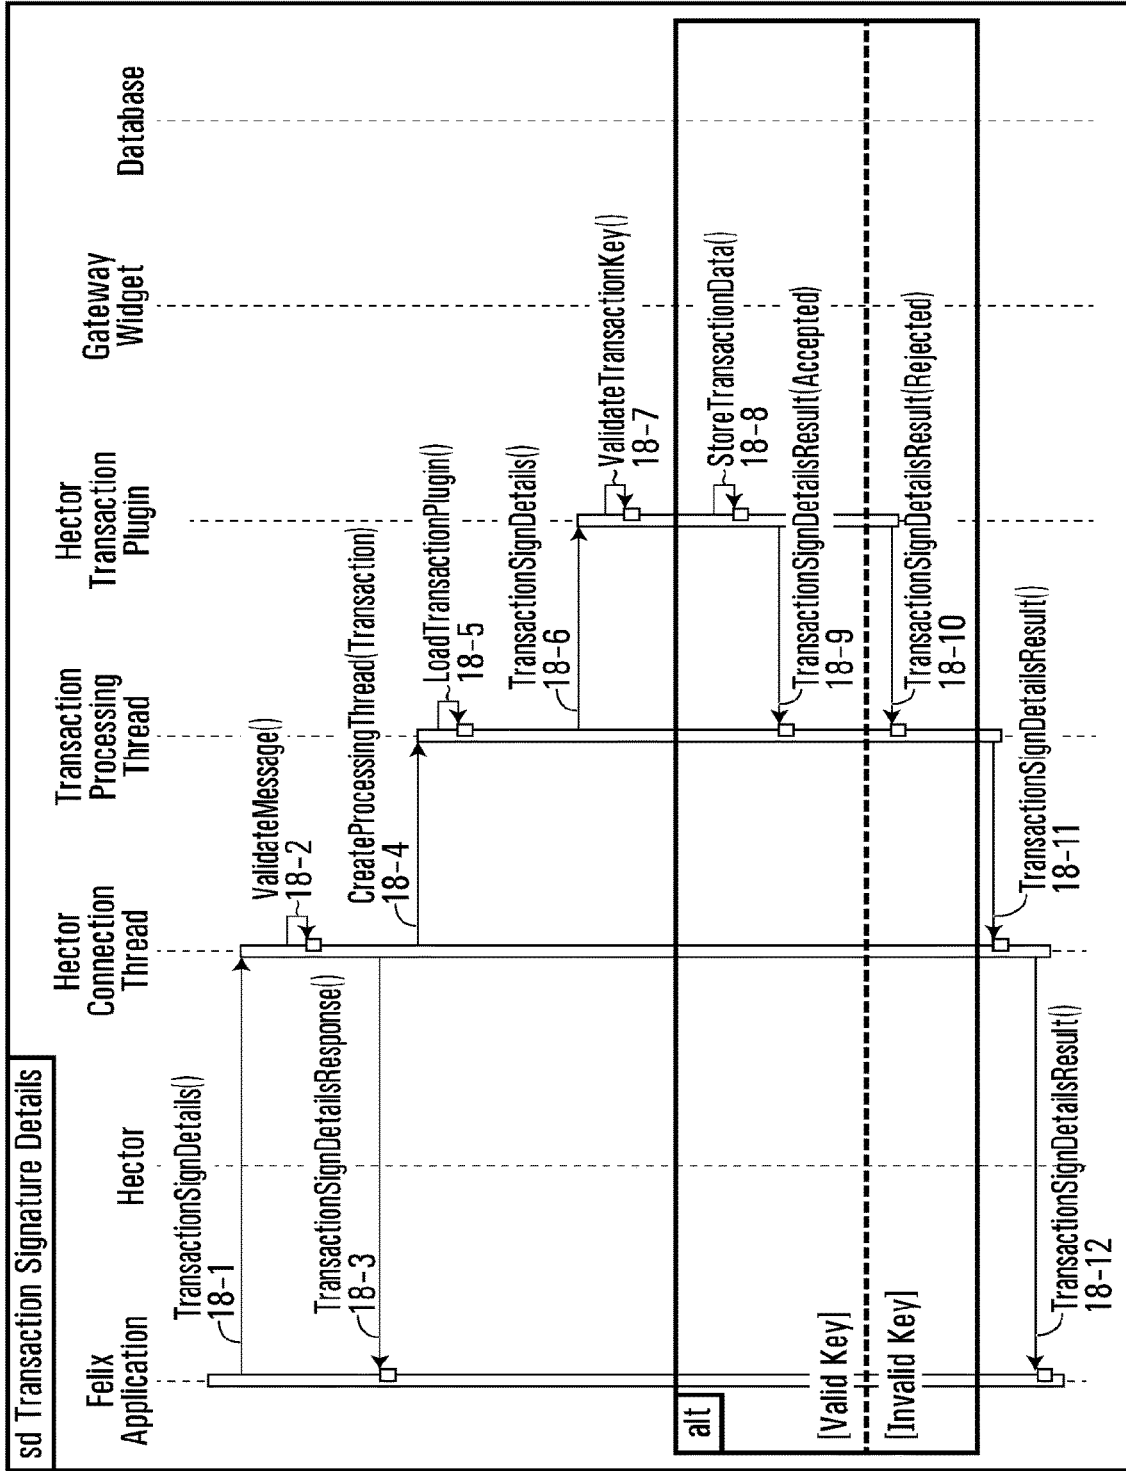 sd Transaction Signature Details
Felix
Application
Hector
Hector
Connection
Thread
Transaction
Processing
Thread
Hector
Transaction
Plugin
Gateway
Widget
Database
TransactionSignDetails()
18-1
ValidateMessage()
18-2
TransactionSignDetailsResponse()
18-3
CreateProcessingThread(Transaction)
18-4
LoadTransactionPlugin()
18-5
TransactionSignDetails()
18-6
ValidateTransactionKey()
18-7
alt
StoreTransactionData()
18-8
[Valid Key]
TransactionSignDetailsResult(Accepted)
18-9
[Invalid Key]
TransactionSignDetailsResult(Rejected)
18-10
TransactionSignDetailsResult()
18-11
TransactionSignDetailsResult()
18-12